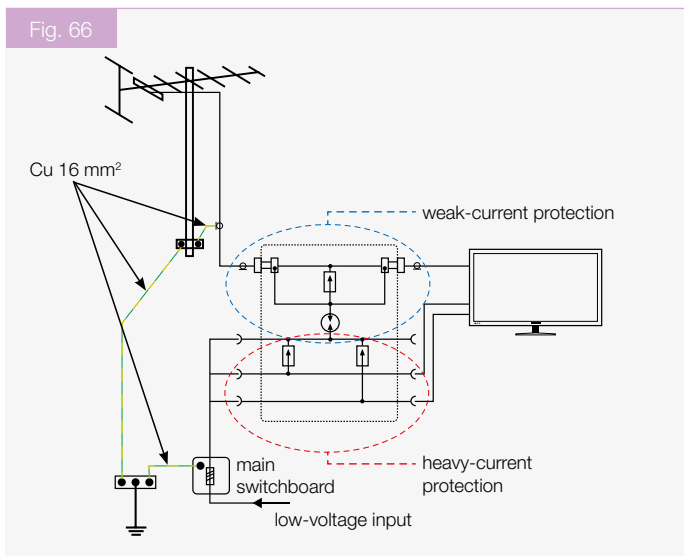 Fig. 66
Cu 16 mm²
weak-current protection
main
switchboard
heavy-current
protection
low-voltage input